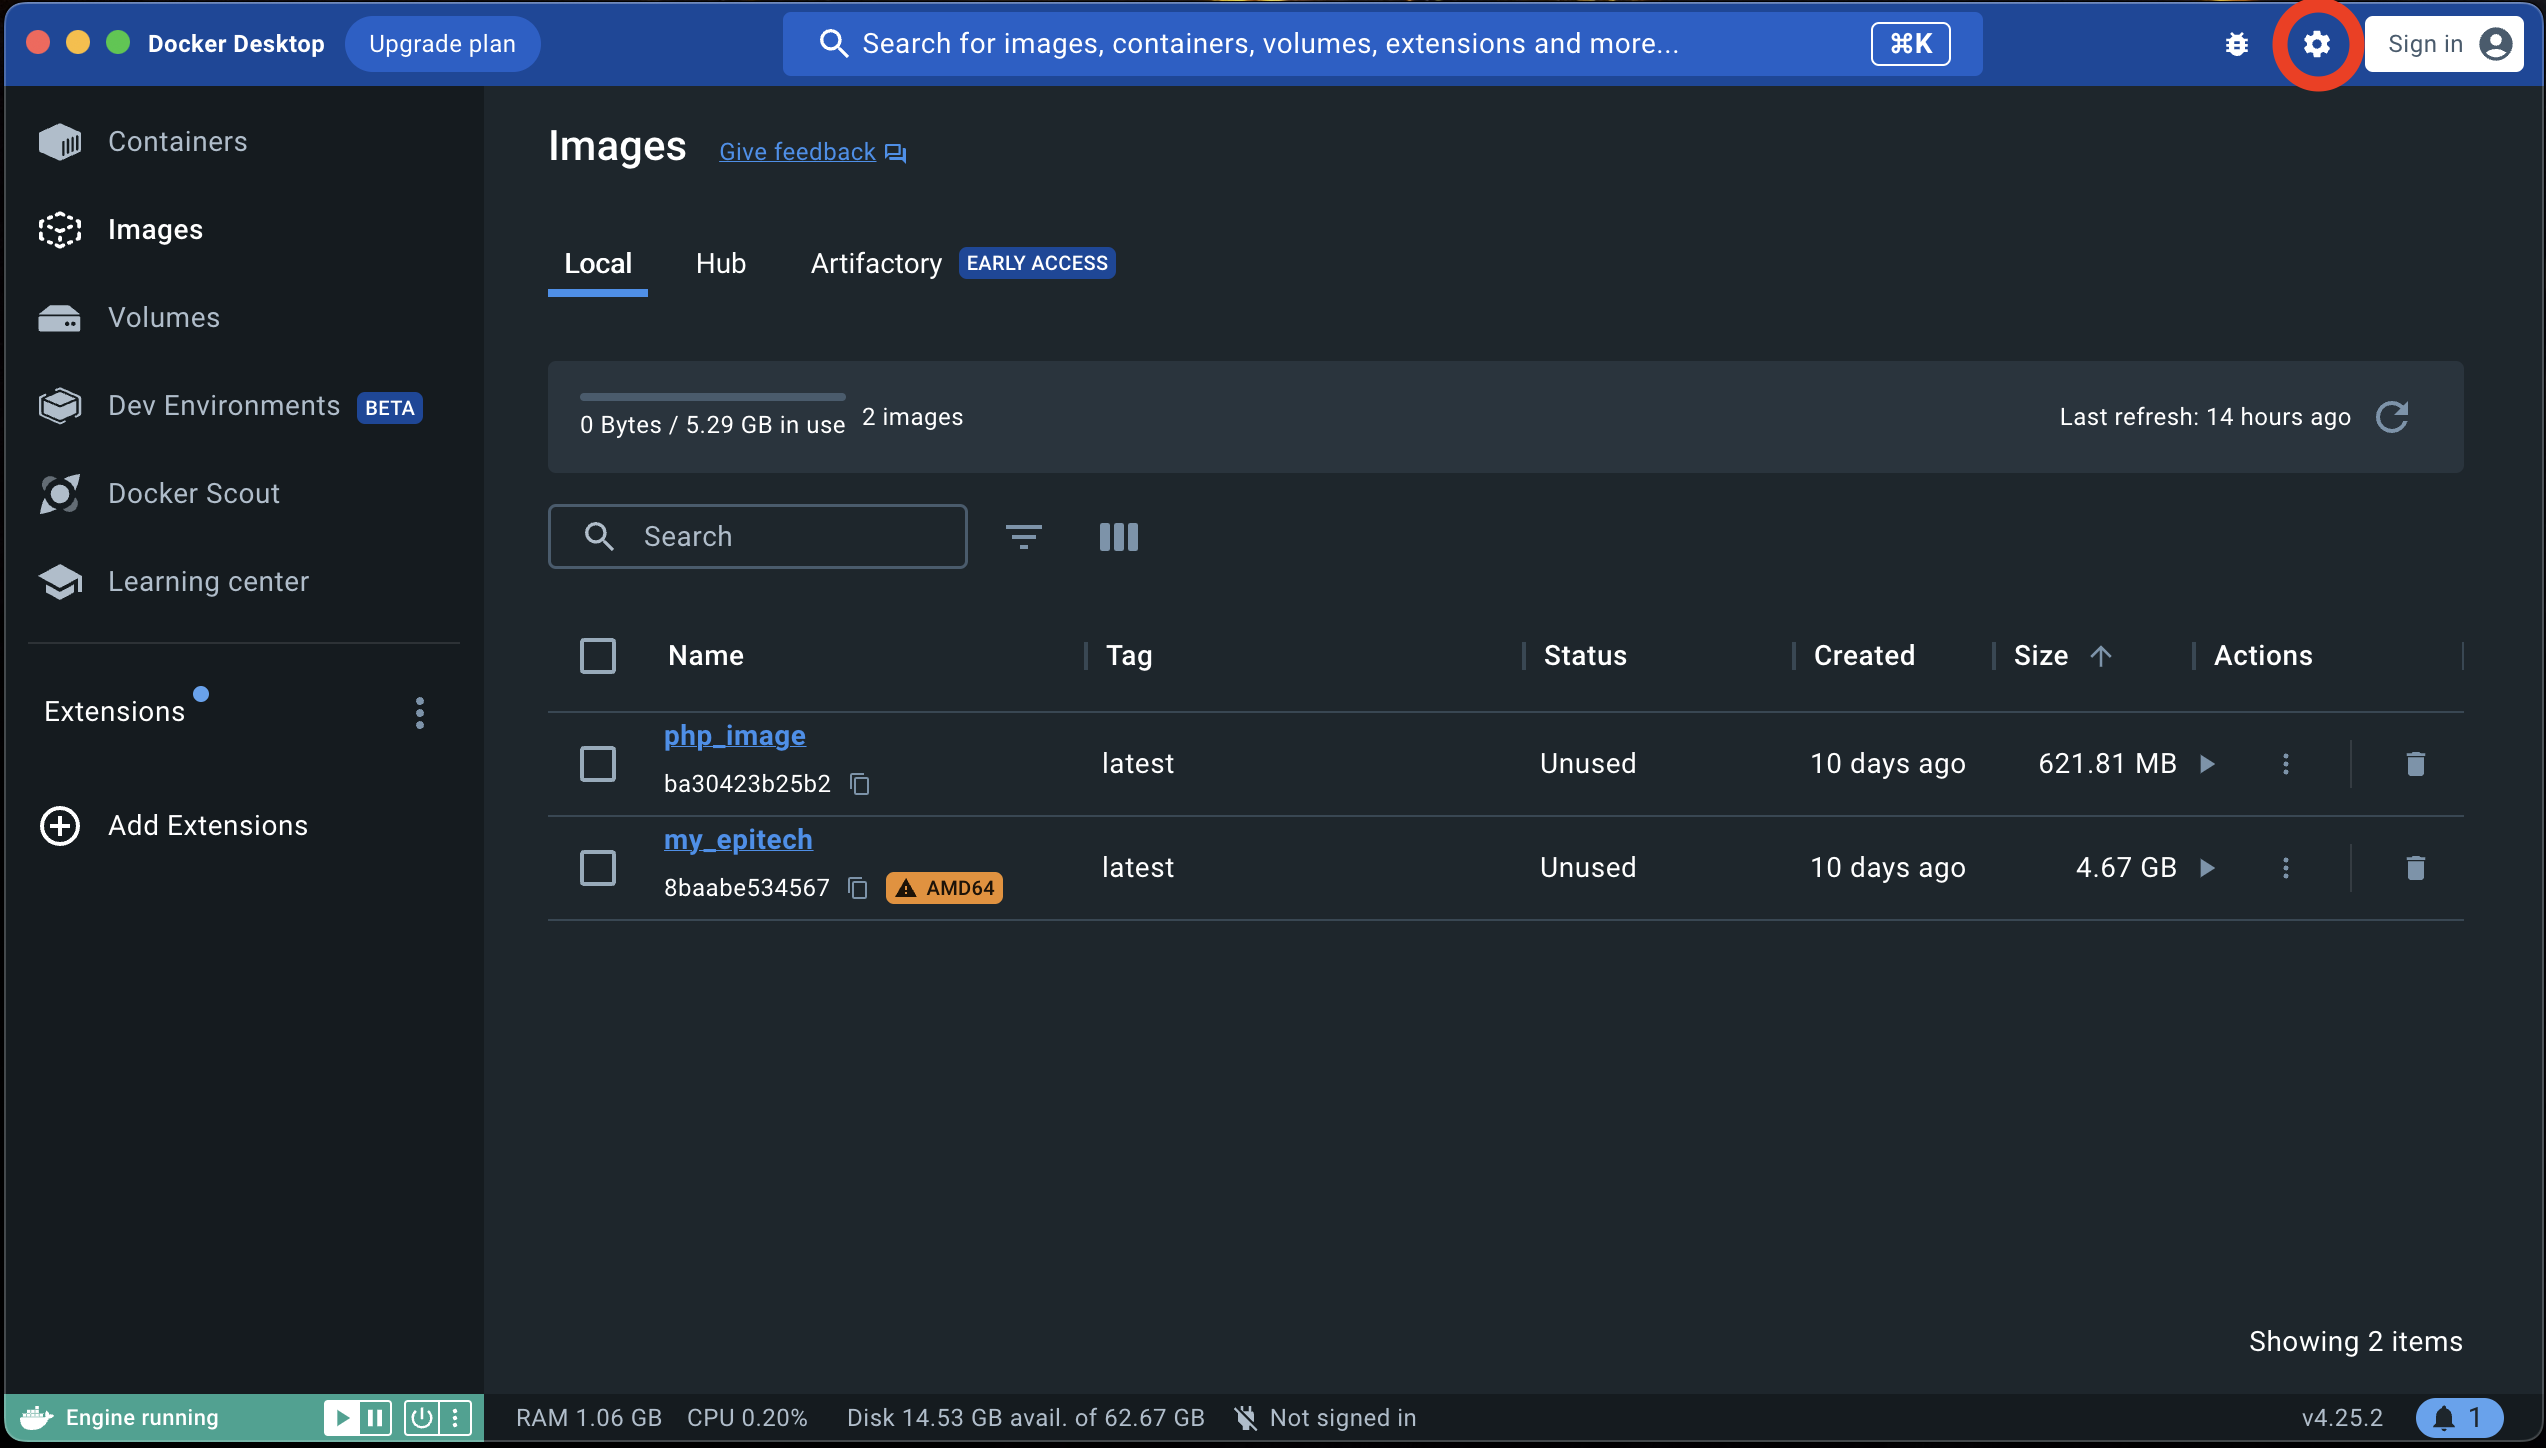 Docker Desktop Upgrade plan Search for images, containers, volumes, extensions and more... ⌘K Sign in
Containers
Images
Volumes
Dev Environments BETA
Docker Scout
Learning center
Extensions
Add Extensions
Images Give feedback
Local Hub Artifactory EARLY ACCESS
0 Bytes / 5.29 GB in use 2 images Last refresh: 14 hours ago
Search
Name Tag Status Created Size Actions
php_image
ba30423b25b2 latest Unused 10 days ago 621.81 MB
my_epitech
8baabe534567 AMD64 latest Unused 10 days ago 4.67 GB
Showing 2 items
Engine running RAM 1.06 GB CPU 0.20% Disk 14.53 GB avail. of 62.67 GB Not signed in v4.25.2 1